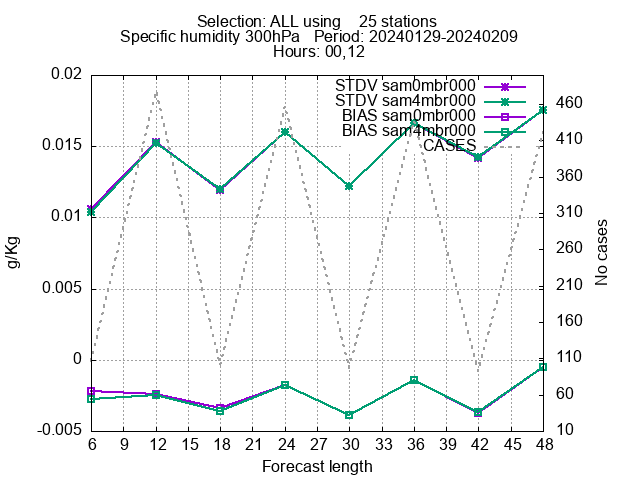 Selection: ALL using    25 stations
Specific humidity 300hPa   Period: 20240129-20240209
Hours: 00,12
STDV sam0mbr000
STDV sam4mbr000
BIAS sam0mbr000
BIAS sam4mbr000
CASES
0.02
0.015
0.01
0.005
0
-0.005
g/Kg
460
410
360
310
260
210
160
110
60
10
No cases
6 9 12 15 18 21 24 27 30 33 36 39 42 45 48
Forecast length